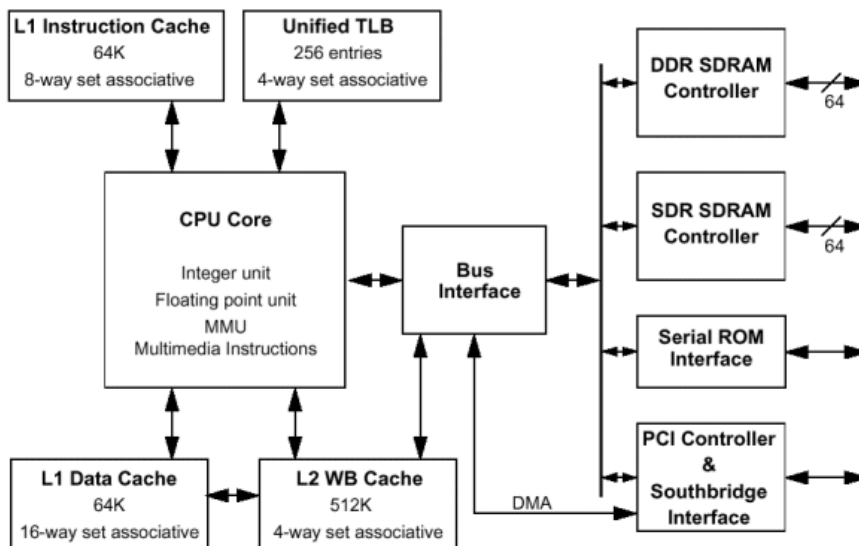 L1 Instruction Cache
64K
8-way set associative
Unified TLB
256 entries
4-way set associative
CPU Core
Integer unit
Floating point unit
MMU
Multimedia Instructions
Bus
Interface
L1 Data Cache
64K
16-way set associative
L2 WB Cache
512K
4-way set associative
DMA
DDR SDRAM
Controller
64
SDR SDRAM
Controller
64
Serial ROM
Interface
PCI Controller
&
Southbridge
Interface